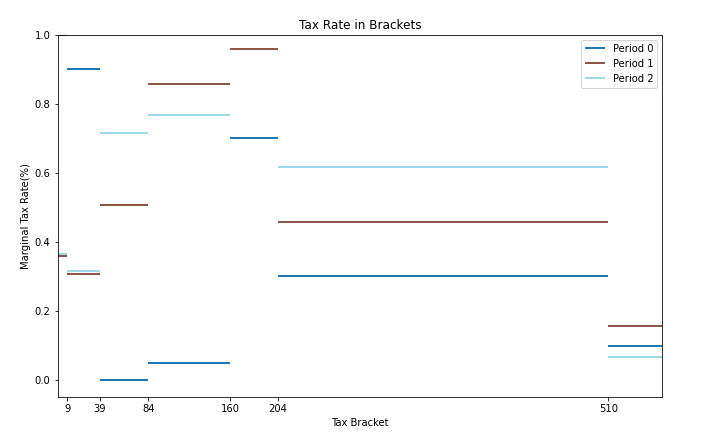 Tax Rate in Brackets
Marginal Tax Rate(%)
1.0
0.8
0.6
0.4
0.2
0.0
Period 0
Period 1
Period 2
9 39 84 160 204 510
Tax Bracket